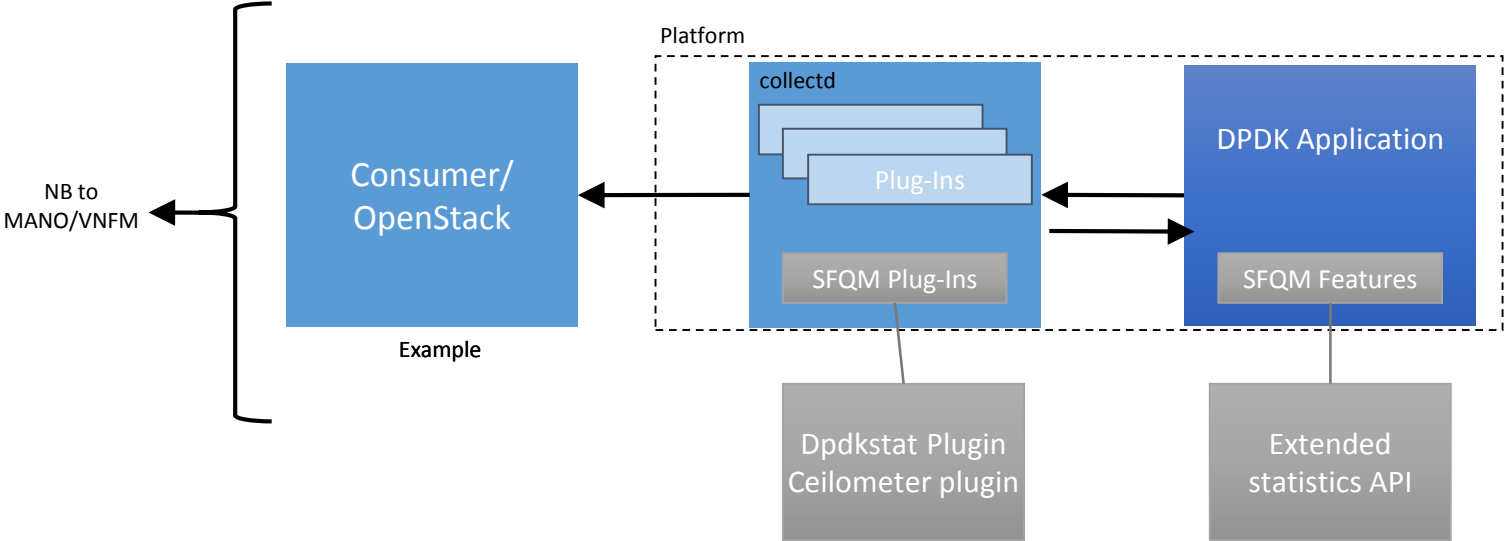 Platform
collectd
Plug-Ins
SFQM Plug-Ins
DPDK Application
SFQM Features
Consumer/
OpenStack
Example
NB to
MANO/VNFM
Dpdkstat Plugin
Ceilometer plugin
Extended
statistics API